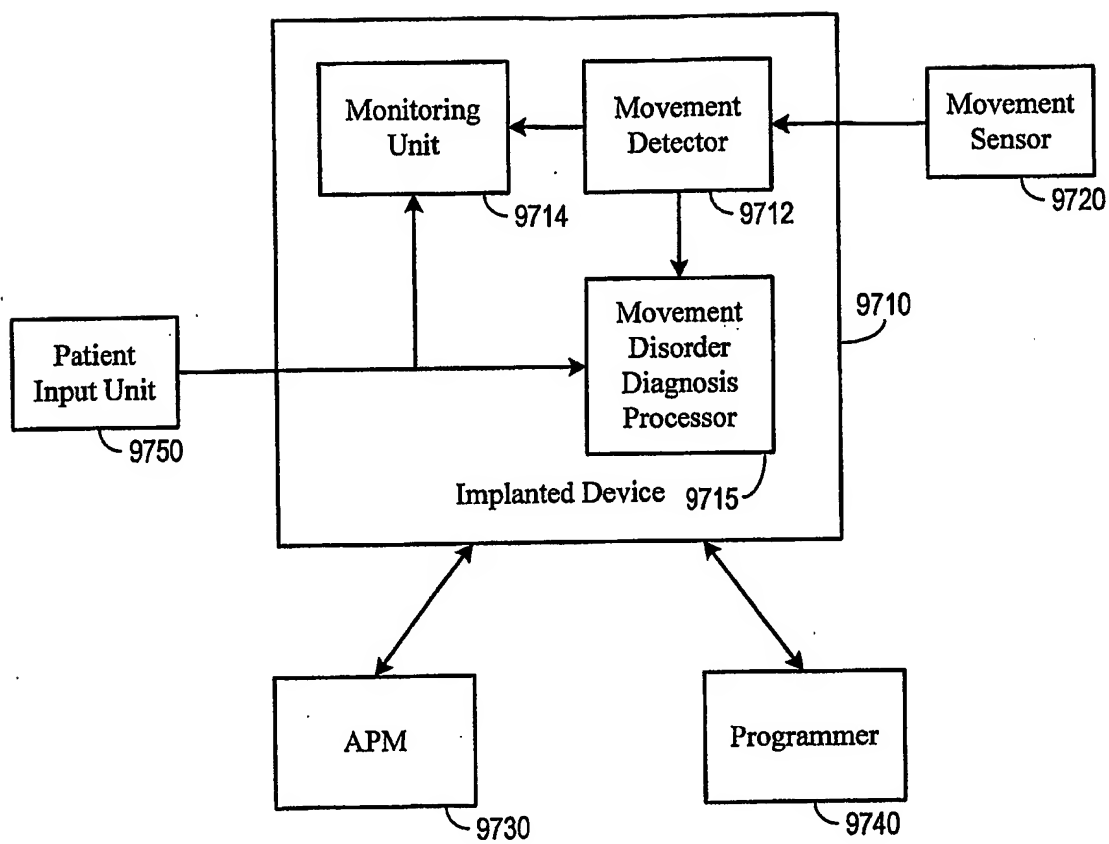 Monitoring
Unit
9714
Movement
Detector
9712
Movement
Sensor
9720
Patient
Input Unit
9750
Movement
Disorder
Diagnosis
Processor
9715
9710
Implanted Device
APM
9730
Programmer
9740